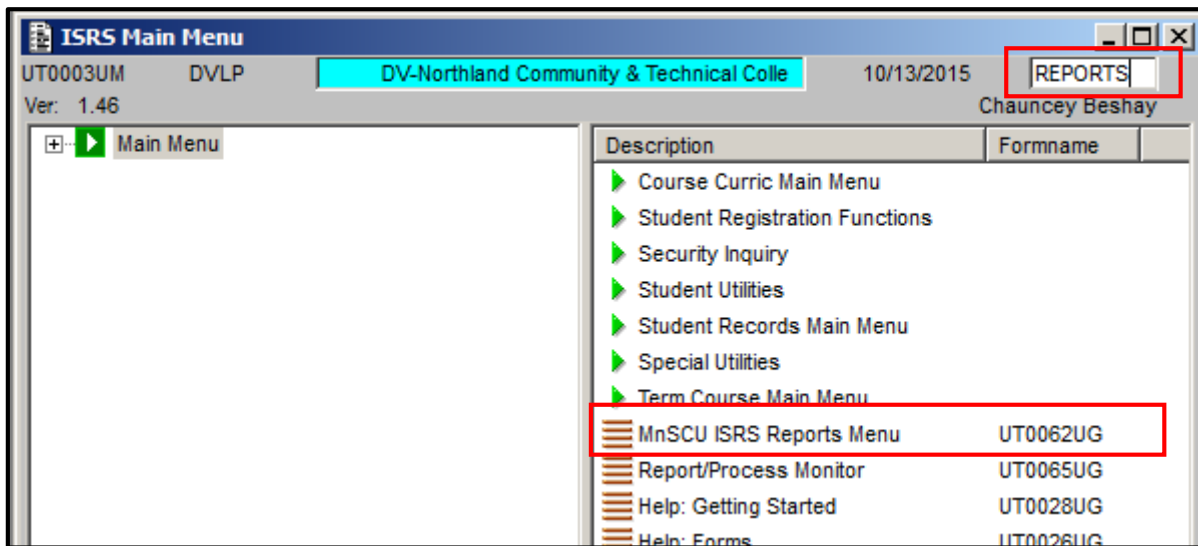 ISRS Main Menu
UT0003UM DVLP DV-Northland Community & Technical Colle 10/13/2015 REPORTS
Ver: 1.46 Chauncey Beshay
Main Menu
Description Formname
Course Curric Main Menu
Student Registration Functions
Security Inquiry
Student Utilities
Student Records Main Menu
Special Utilities
Term Course Main Menu
MnSCU ISRS Reports Menu UT0062UG
Report/Process Monitor UT0065UG
Help: Getting Started UT0028UG
Help: Forms UT0026UG